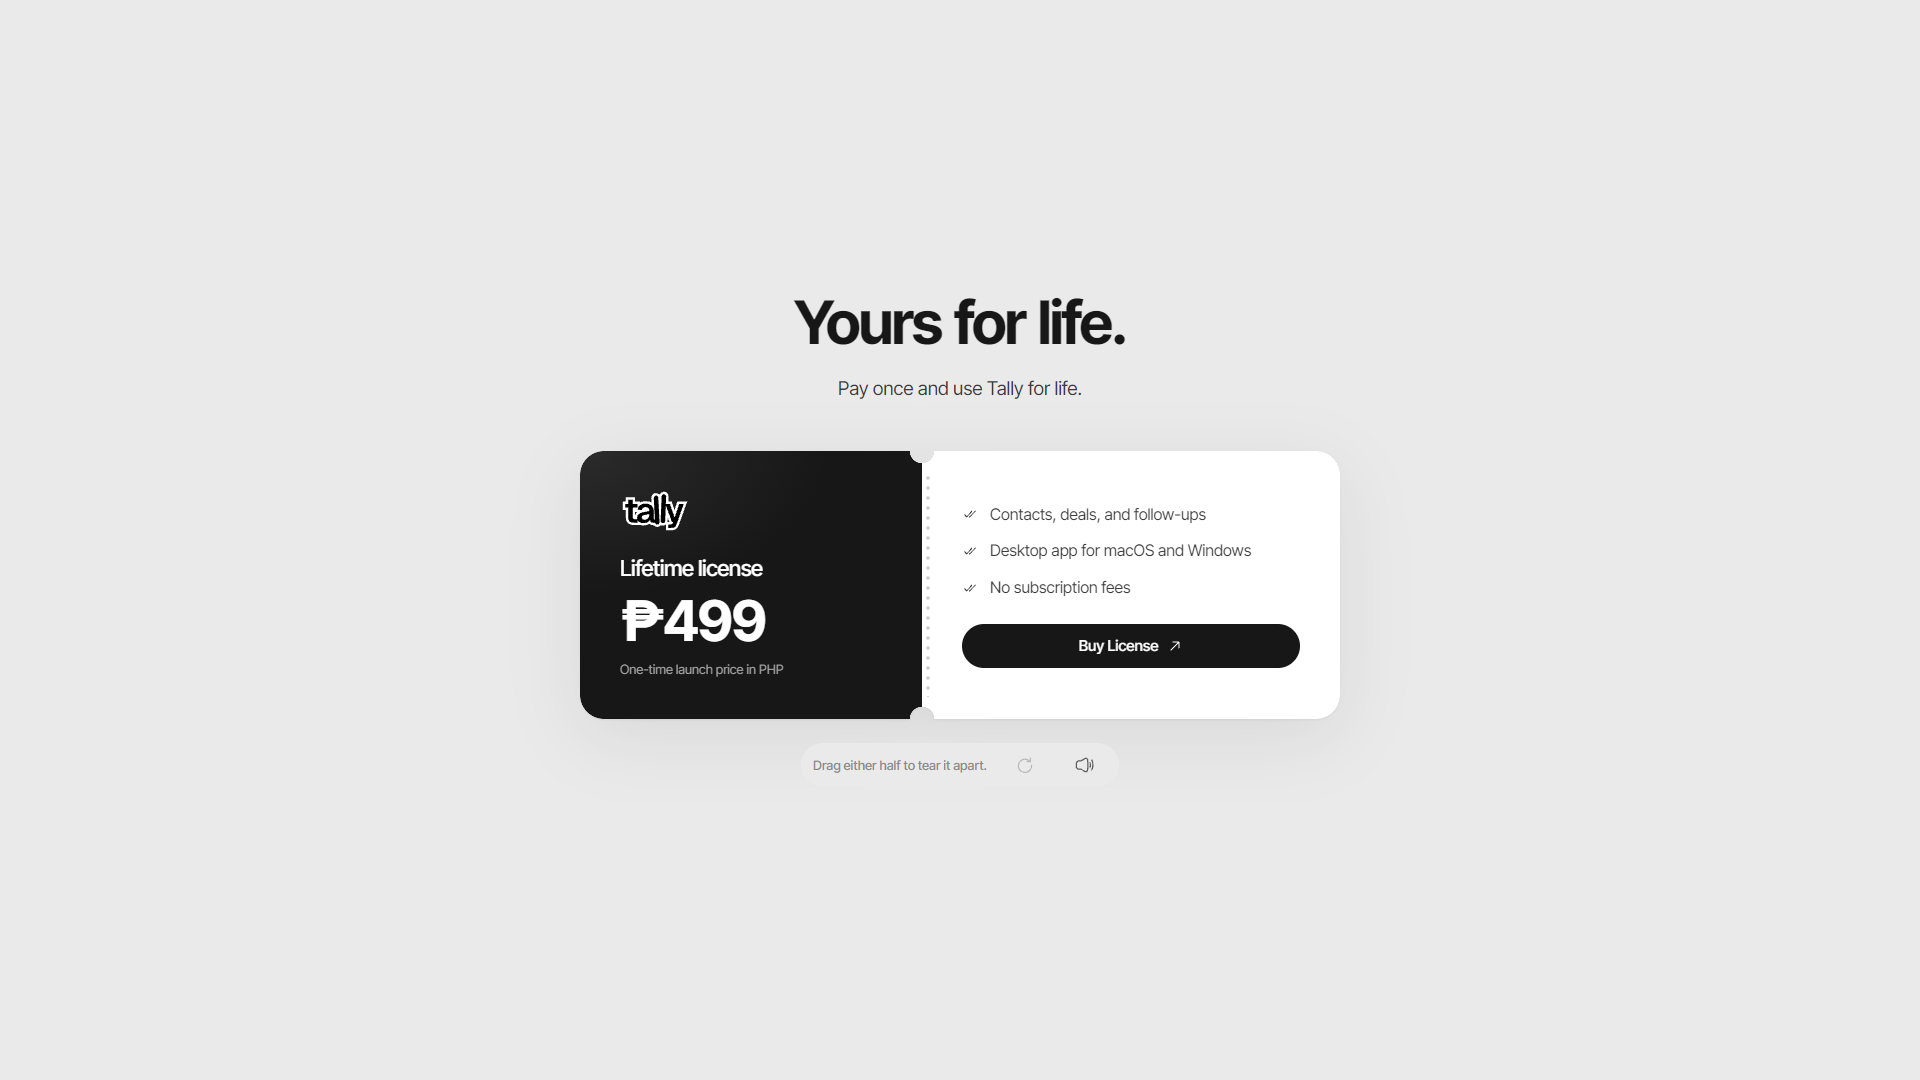 Yours for life.
Pay once and use Tally for life.
tally
Lifetime license
₱499
One-time launch price in PHP
Contacts, deals, and follow-ups
Desktop app for macOS and Windows
No subscription fees
Buy License
Drag either half to tear it apart.